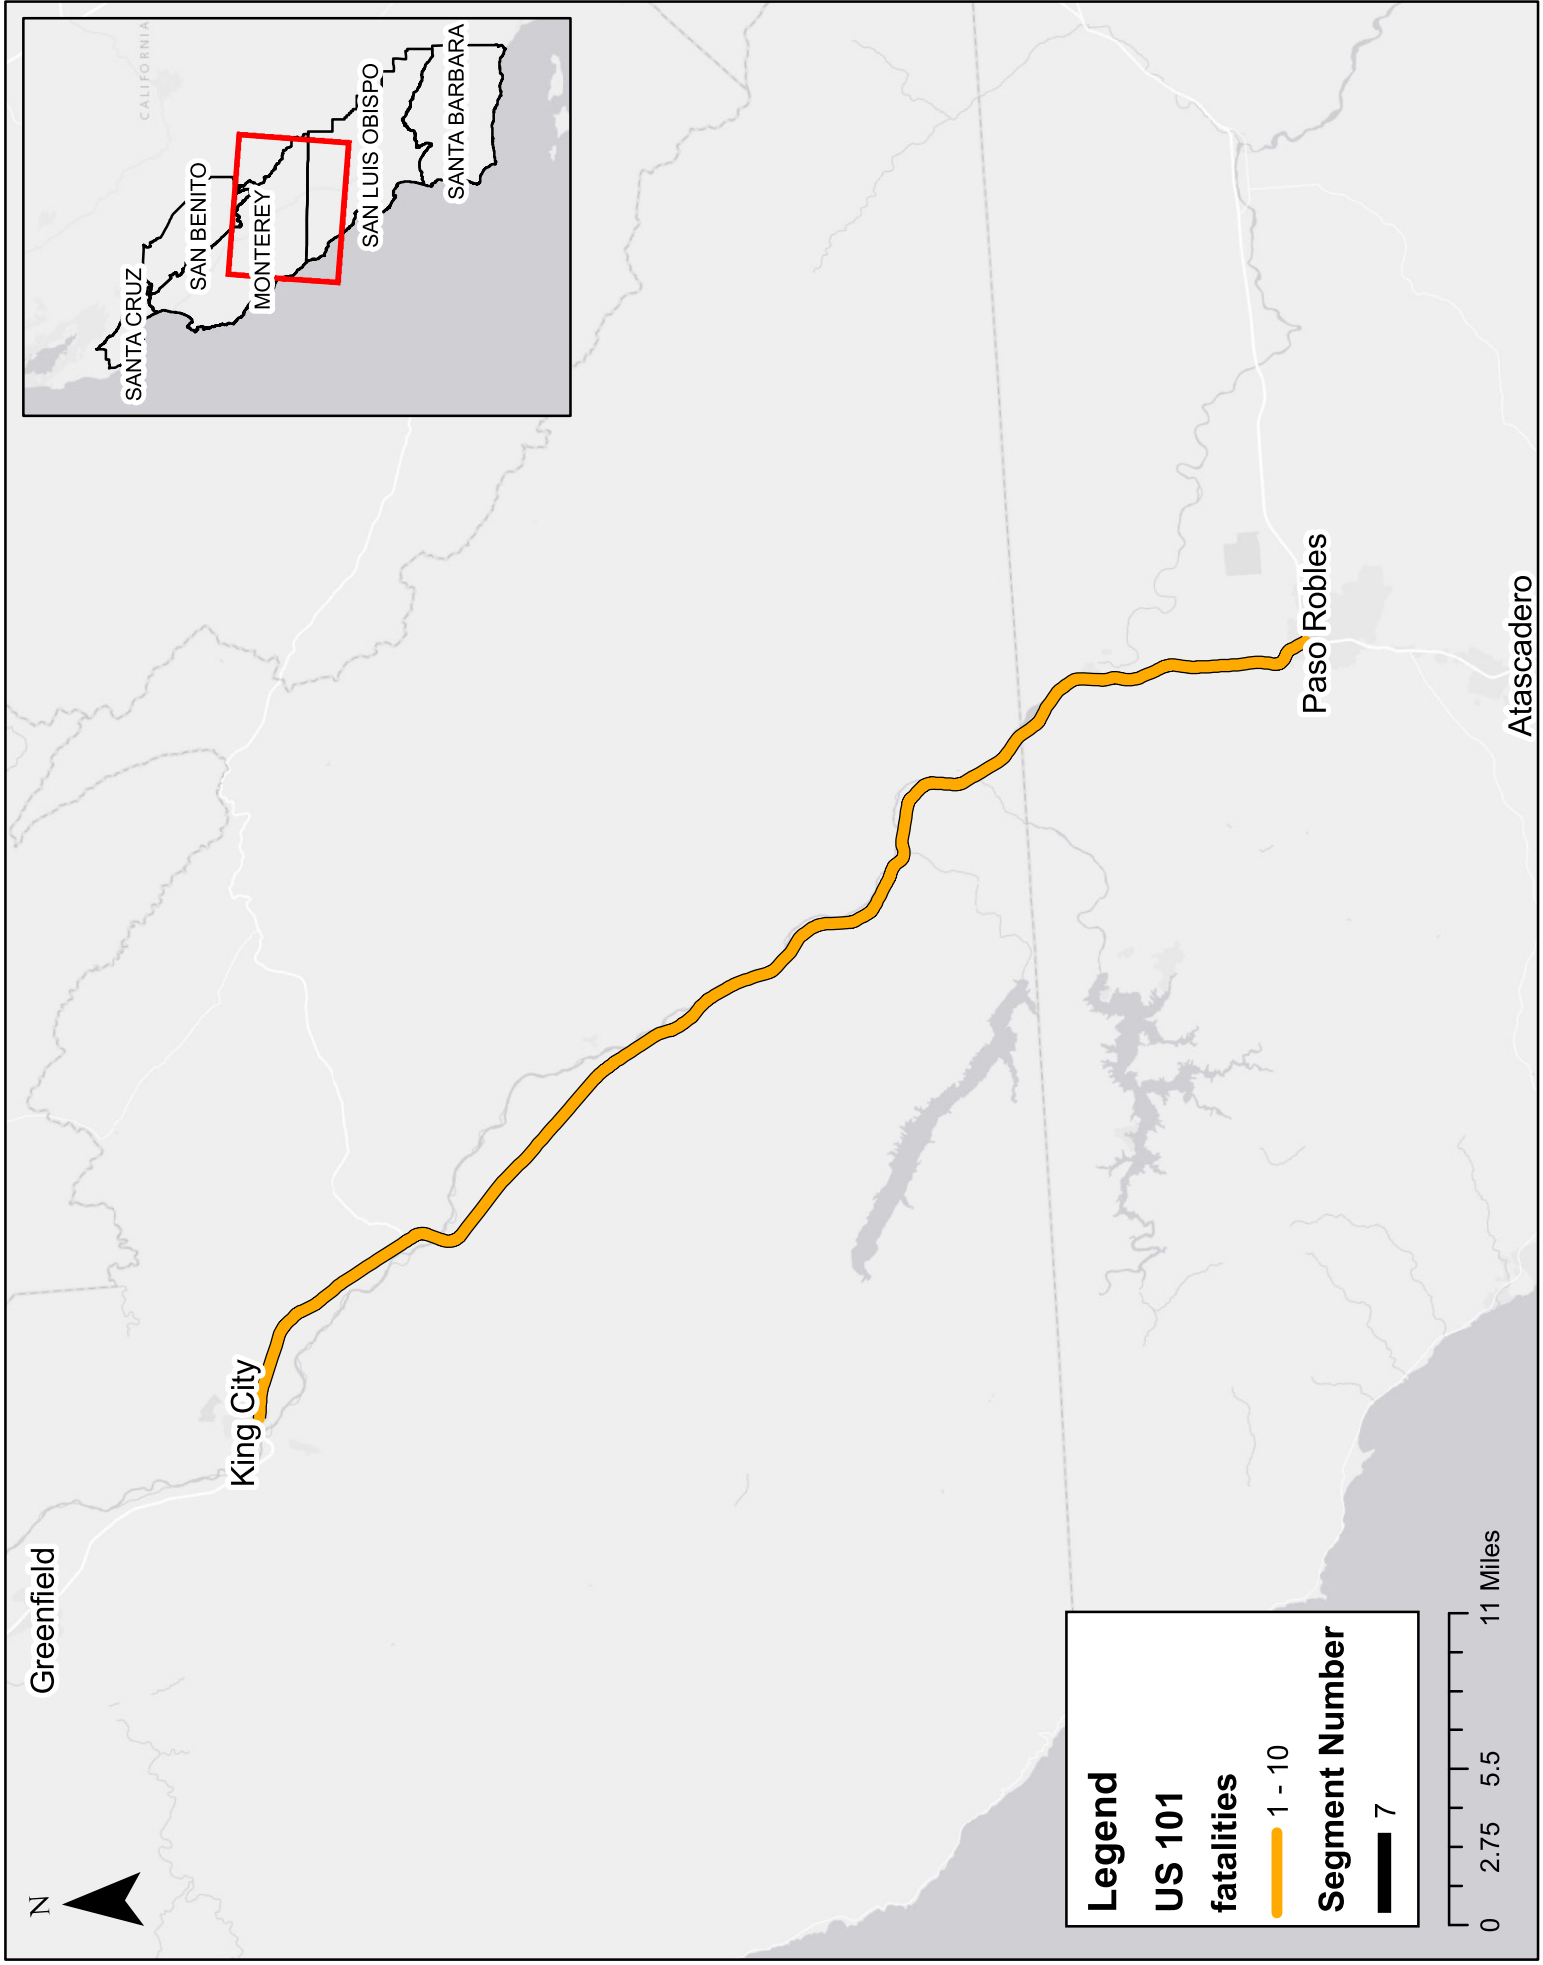 N
Greenfield
King City
Paso Robles
Atascadero
CALIFORNIA
SANTA CRUZ
SAN BENITO
MONTEREY
SAN LUIS OBISPO
SANTA BARBARA
Legend
US 101
fatalities
1 - 10
Segment Number
7
0 2.75 5.5 11 Miles